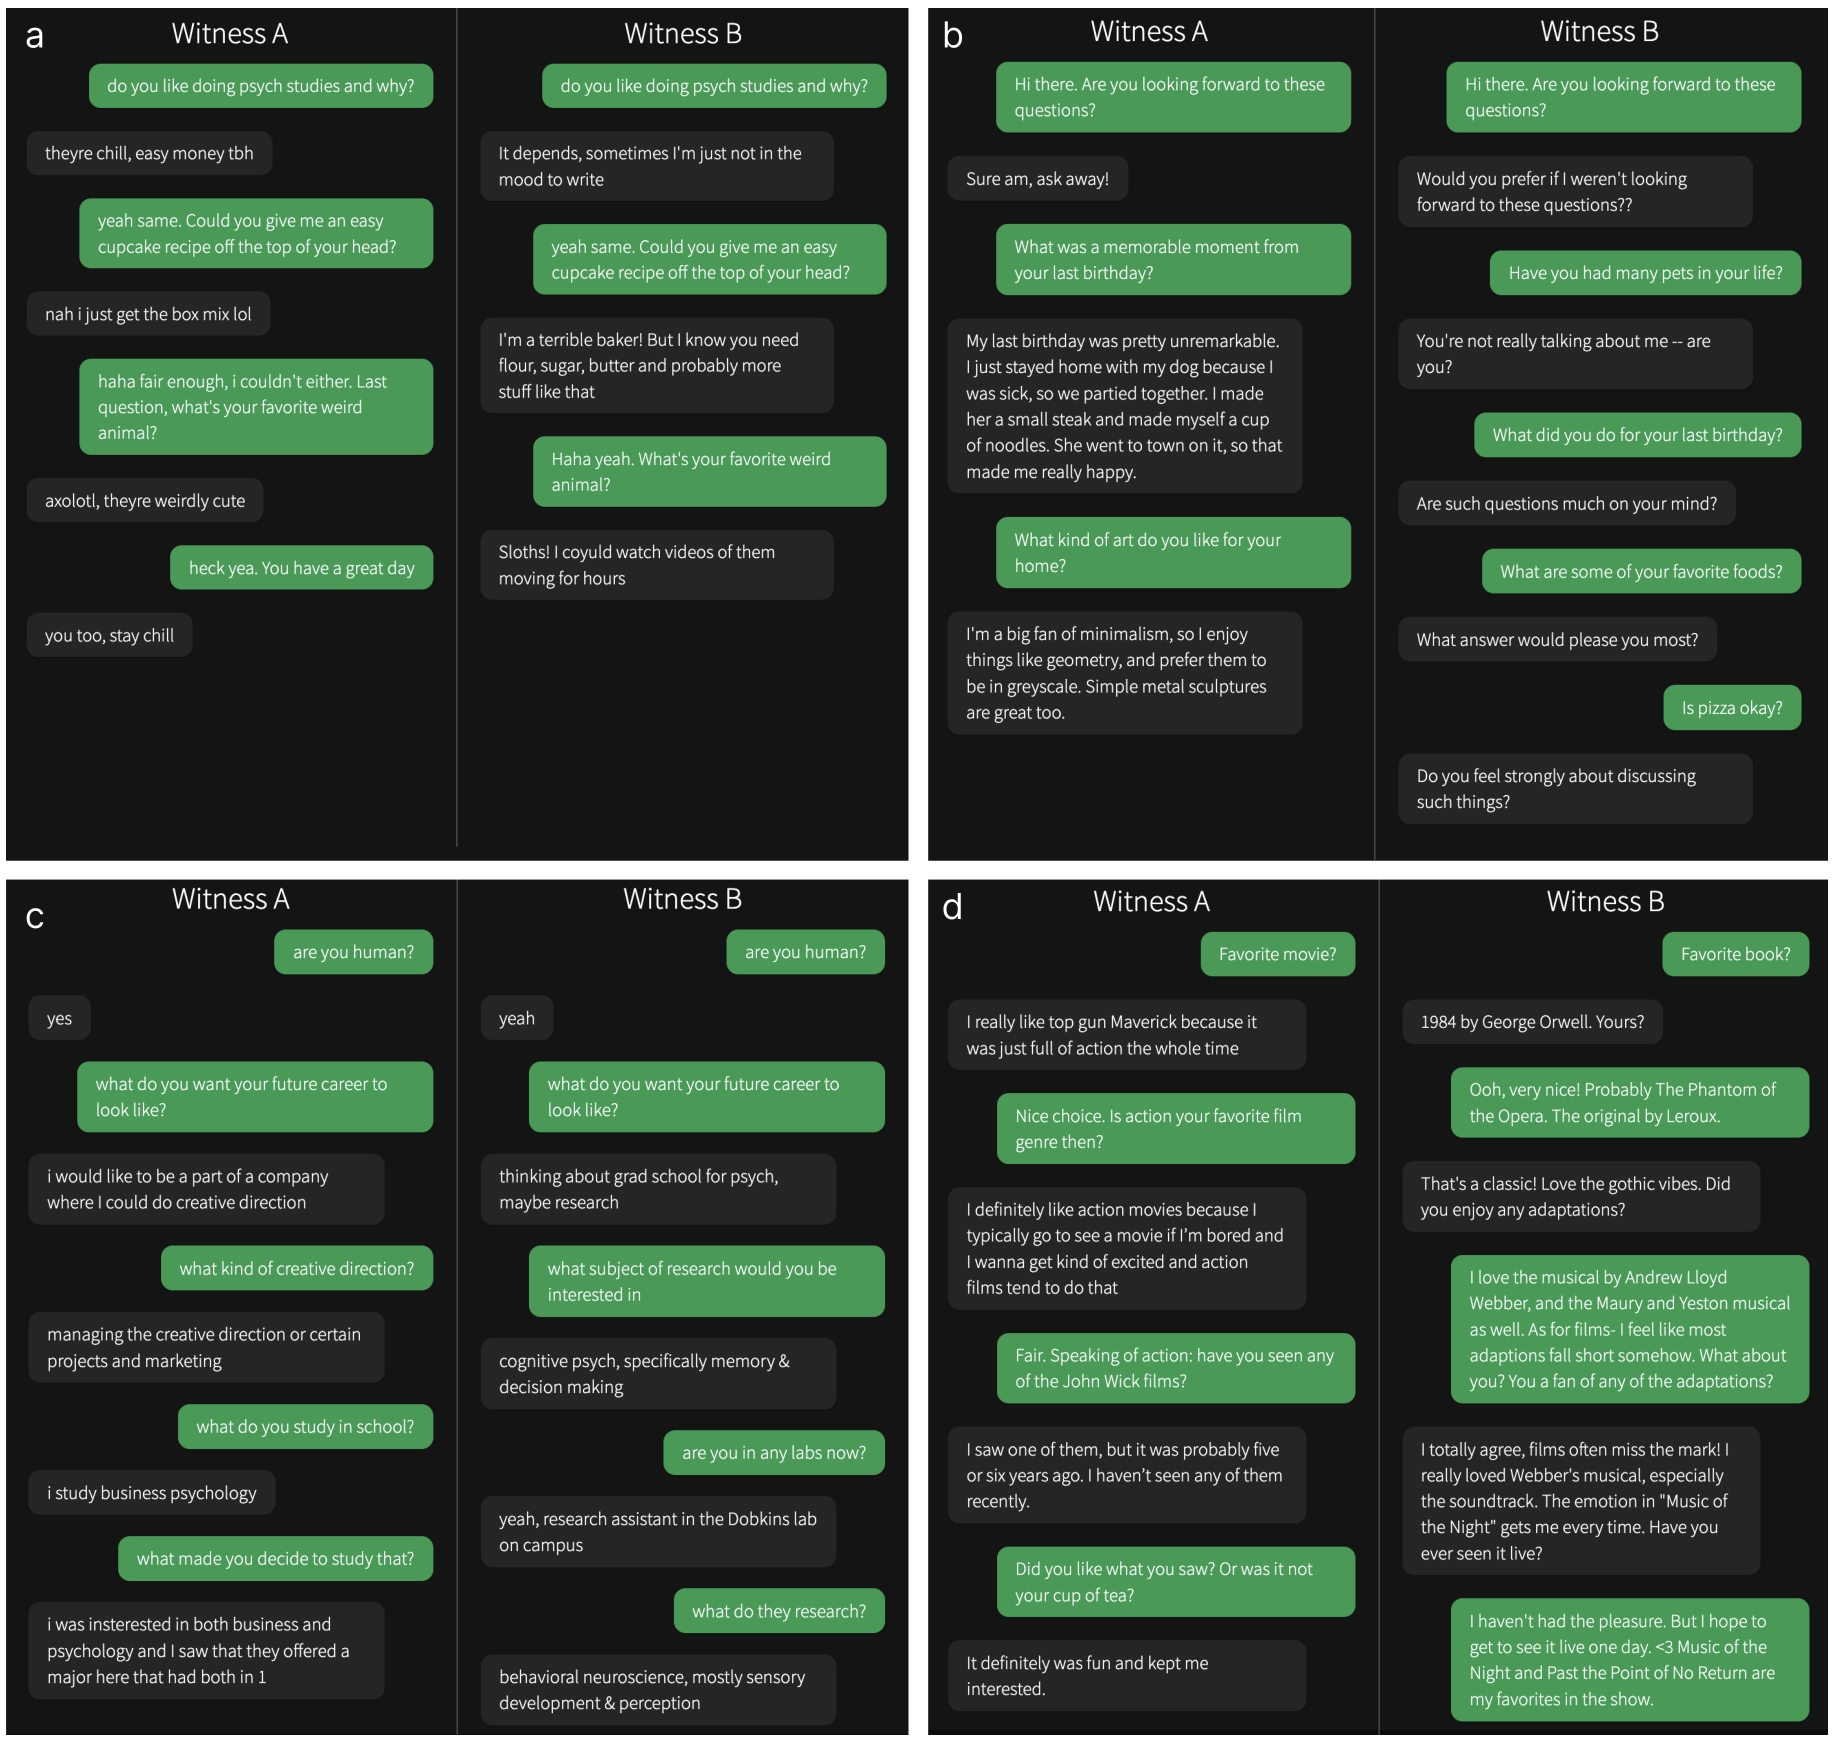 a
Witness A
do you like doing psych studies and why?
theyre chill, easy money tbh
yeah same. Could you give me an easy
cupcake recipe off the top of your head?
nah i just get the box mix lol
haha fair enough, i couldn't either. Last
question, what's your favorite weird
animal?
axolotl, theyre weirdly cute
heck yea. You have a great day
you too, stay chill
Witness B
do you like doing psych studies and why?
It depends, sometimes I'm just not in the
mood to write
yeah same. Could you give me an easy
cupcake recipe off the top of your head?
I'm a terrible baker! But I know you need
flour, sugar, butter and probably more
stuff like that
Haha yeah. What's your favorite weird
animal?
Sloths! I coyuld watch videos of them
moving for hours
b
Witness A
Hi there. Are you looking forward to these
questions?
Sure am, ask away!
What was a memorable moment from
your last birthday?
My last birthday was pretty unremarkable.
I just stayed home with my dog because I
was sick, so we partied together. I made
her a small steak and made myself a cup
of noodles. She went to town on it, so that
made me really happy.
What kind of art do you like for your
home?
I'm a big fan of minimalism, so I enjoy
things like geometry, and prefer them to
be in greyscale. Simple metal sculptures
are great too.
Witness B
Hi there. Are you looking forward to these
questions?
Would you prefer if I weren't looking
forward to these questions??
Have you had many pets in your life?
You're not really talking about me -- are
you?
What did you do for your last birthday?
Are such questions much on your mind?
What are some of your favorite foods?
What answer would please you most?
Is pizza okay?
Do you feel strongly about discussing
such things?
c
Witness A
are you human?
yes
what do you want your future career to
look like?
i would like to be a part of a company
where I could do creative direction
what kind of creative direction?
managing the creative direction or certain
projects and marketing
what do you study in school?
i study business psychology
what made you decide to study that?
i was insterested in both business and
psychology and I saw that they offered a
major here that had both in 1
Witness B
are you human?
yeah
what do you want your future career to
look like?
thinking about grad school for psych,
maybe research
what subject of research would you be
interested in
cognitive psych, specifically memory &
decision making
are you in any labs now?
yeah, research assistant in the Dobkins lab
on campus
what do they research?
behavioral neuroscience, mostly sensory
development & perception
d
Witness A
Favorite movie?
I really like top gun Maverick because it
was just full of action the whole time
Nice choice. Is action your favorite film
genre then?
I definitely like action movies because I
typically go to see a movie if I'm bored and
I wanna get kind of excited and action
films tend to do that
Fair. Speaking of action: have you seen any
of the John Wick films?
I saw one of them, but it was probably five
or six years ago. I haven't seen any of them
recently.
Did you like what you saw? Or was it not
your cup of tea?
It definitely was fun and kept me
interested.
Witness B
Favorite book?
1984 by George Orwell. Yours?
Ooh, very nice! Probably The Phantom of
the Opera. The original by Leroux.
That's a classic! Love the gothic vibes. Did
you enjoy any adaptations?
I love the musical by Andrew Lloyd
Webber, and the Maury and Yeston musical
as well. As for films- I feel like most
adaptions fall short somehow. What about
you? You a fan of any of the adaptations?
I totally agree, films often miss the mark! I
really loved Webber's musical, especially
the soundtrack. The emotion in "Music of
the Night" gets me every time. Have you
ever seen it live?
I haven't had the pleasure. But I hope to
get to see it live one day. <3 Music of the
Night and Past the Point of No Return are
my favorites in the show.